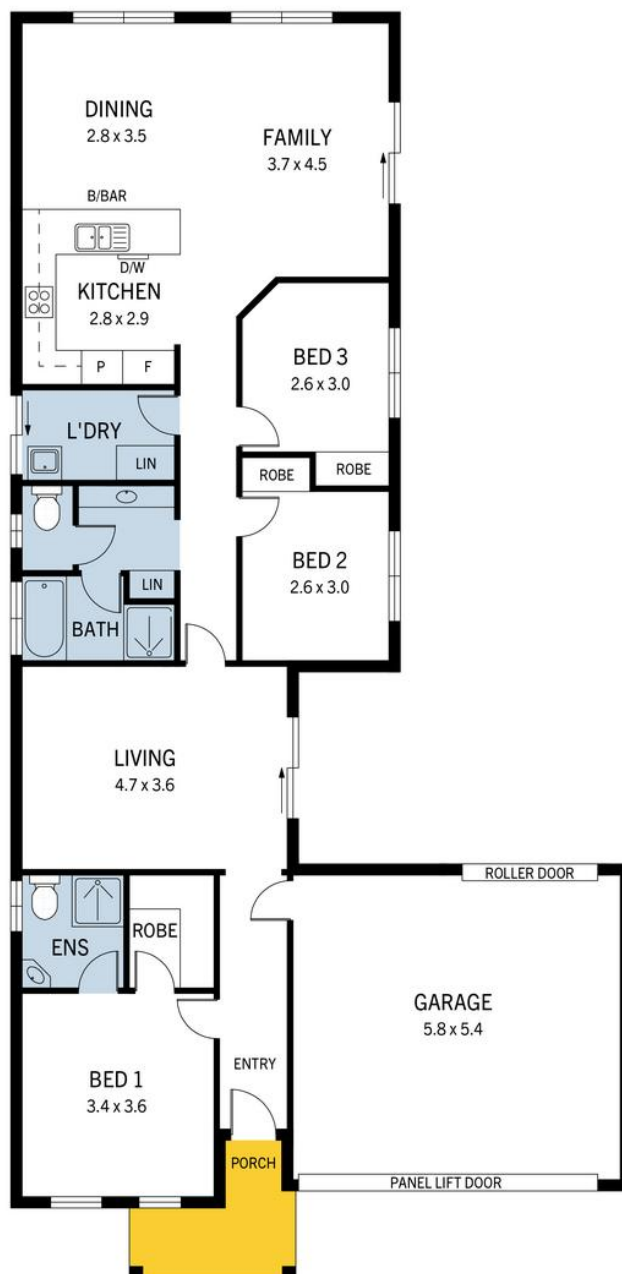 DINING
2.8 x 3.5
FAMILY
3.7 x 4.5
B/BAR
D/W
KITCHEN
2.8 x 2.9
P
F
BED 3
2.6 x 3.0
L'DRY
LIN
ROBE
ROBE
BED 2
2.6 x 3.0
LIN
BATH
LIVING
4.7 x 3.6
ROLLER DOOR
ROBE
ENS
GARAGE
5.8 x 5.4
ENTRY
BED 1
3.4 x 3.6
PORCH
PANEL LIFT DOOR